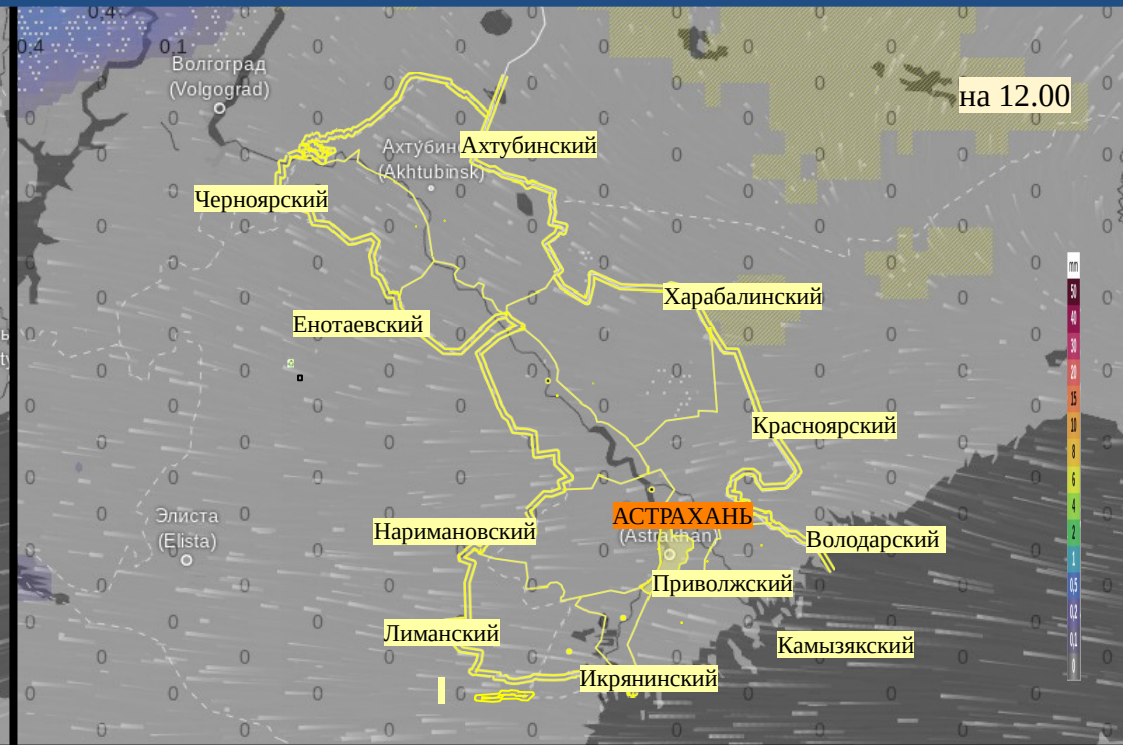 0,4
0,4
0,1
Волгоград
(Volgograd)
на 12.00
Ахтубинский
(Akhtubinsk)
Черноярский
Харабалинский
Енотаевский
mm
50
40
30
20
15
10
8
6
4
2
1
0,5
0,2
0,1
0
Красноярский
Элиста
(Elista)
АСТРАХАНЬ
(Astrakhan)
Наримановский
Володарский
Приволжский
Лиманский
Камызякский
Икрянинский